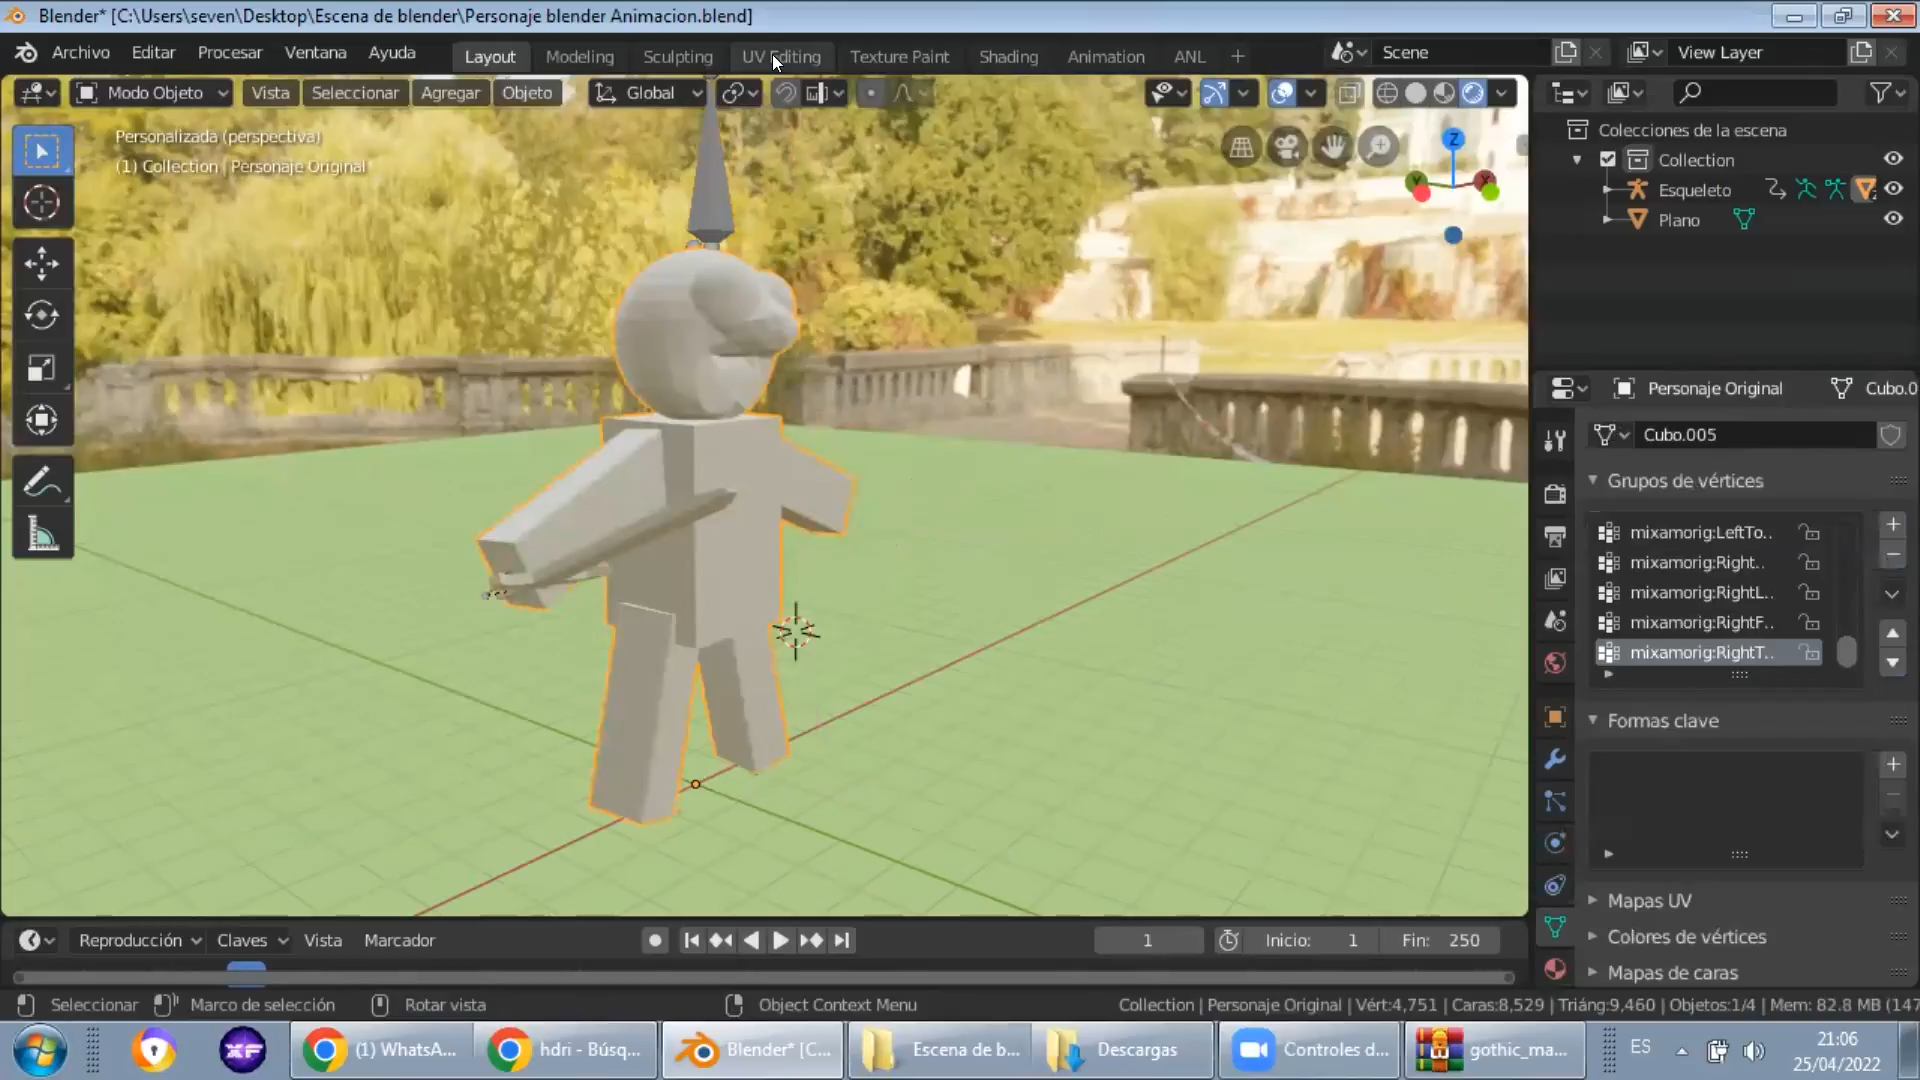 Blender* [C:\Users\seven\Desktop\Escena de blender\Personaje blender Animacion.blend]
Archivo Editar Procesar Ventana Ayuda Layout Modeling Sculpting UV Editing Texture Paint Shading Animation ANL + Scene View Layer
Modo Objeto Vista Seleccionar Agregar Objeto Global
Personalizada (perspectiva)
(1) Collection | Personaje Original
Z
Y
X
Colecciones de la escena
Collection
Esqueleto
Plano
Personaje Original Cubo.0
Cubo.005
Grupos de vértices
mixamorig:LeftTo..
mixamorig:Right..
mixamorig:RightL..
mixamorig:RightF..
mixamorig:RightT..
Formas clave
Mapas UV
Colores de vértices
Mapas de caras
Reproducción Claves Vista Marcador 1 Inicio: 1 Fin: 250
Seleccionar Marco de selección Rotar vista Object Context Menu Collection | Personaje Original | Vért:4,751 | Caras:8,529 | Triáng:9,460 | Objetos:1/4 | Mem: 82.8 MB (147
XF (1) WhatsA... hdri - Búsq... Blender* [C... Escena de b... Descargas Controles d... gothic_ma... ES 21:06
25/04/2022